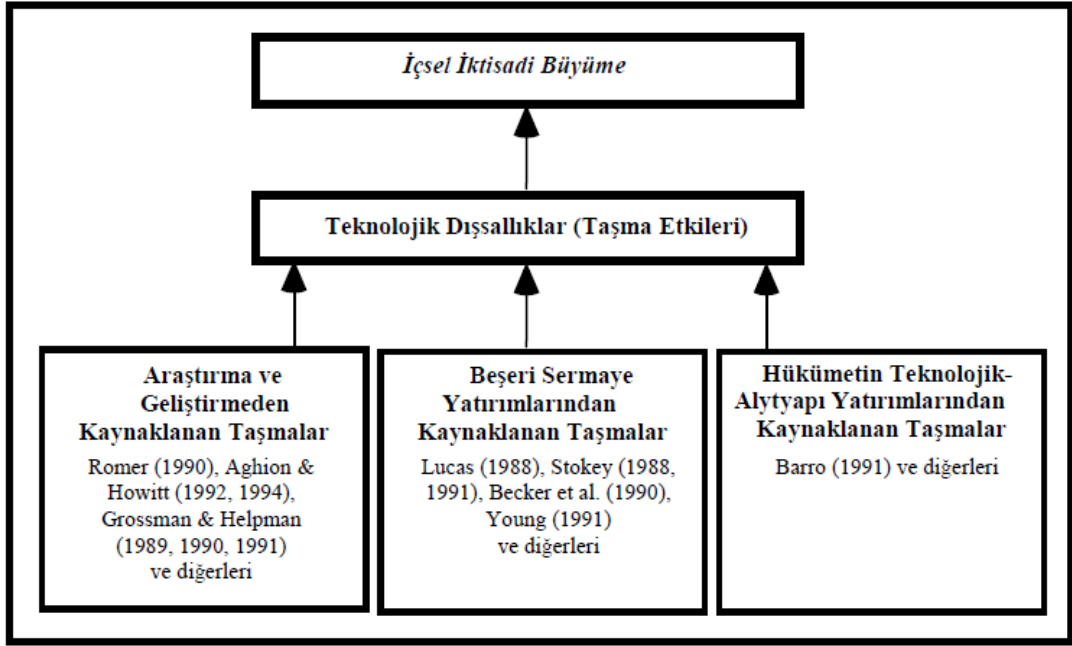 İçsel İktisadi Büyüme
Teknolojik Dışsallıklar (Taşma Etkileri)
Araştırma ve
Geliştirmeden
Kaynaklanan Taşmalar
Romer (1990), Aghion &
Howitt (1992, 1994),
Grossman & Helpman
(1989, 1990, 1991)
ve diğerleri
Beşeri Sermaye
Yatırımlarından
Kaynaklanan Taşmalar
Lucas (1988), Stokey (1988,
1991), Becker et al. (1990),
Young (1991)
ve diğerleri
Hükümetin Teknolojik-
Alytyapı Yatırımlarından
Kaynaklanan Taşmalar
Barro (1991) ve diğerleri